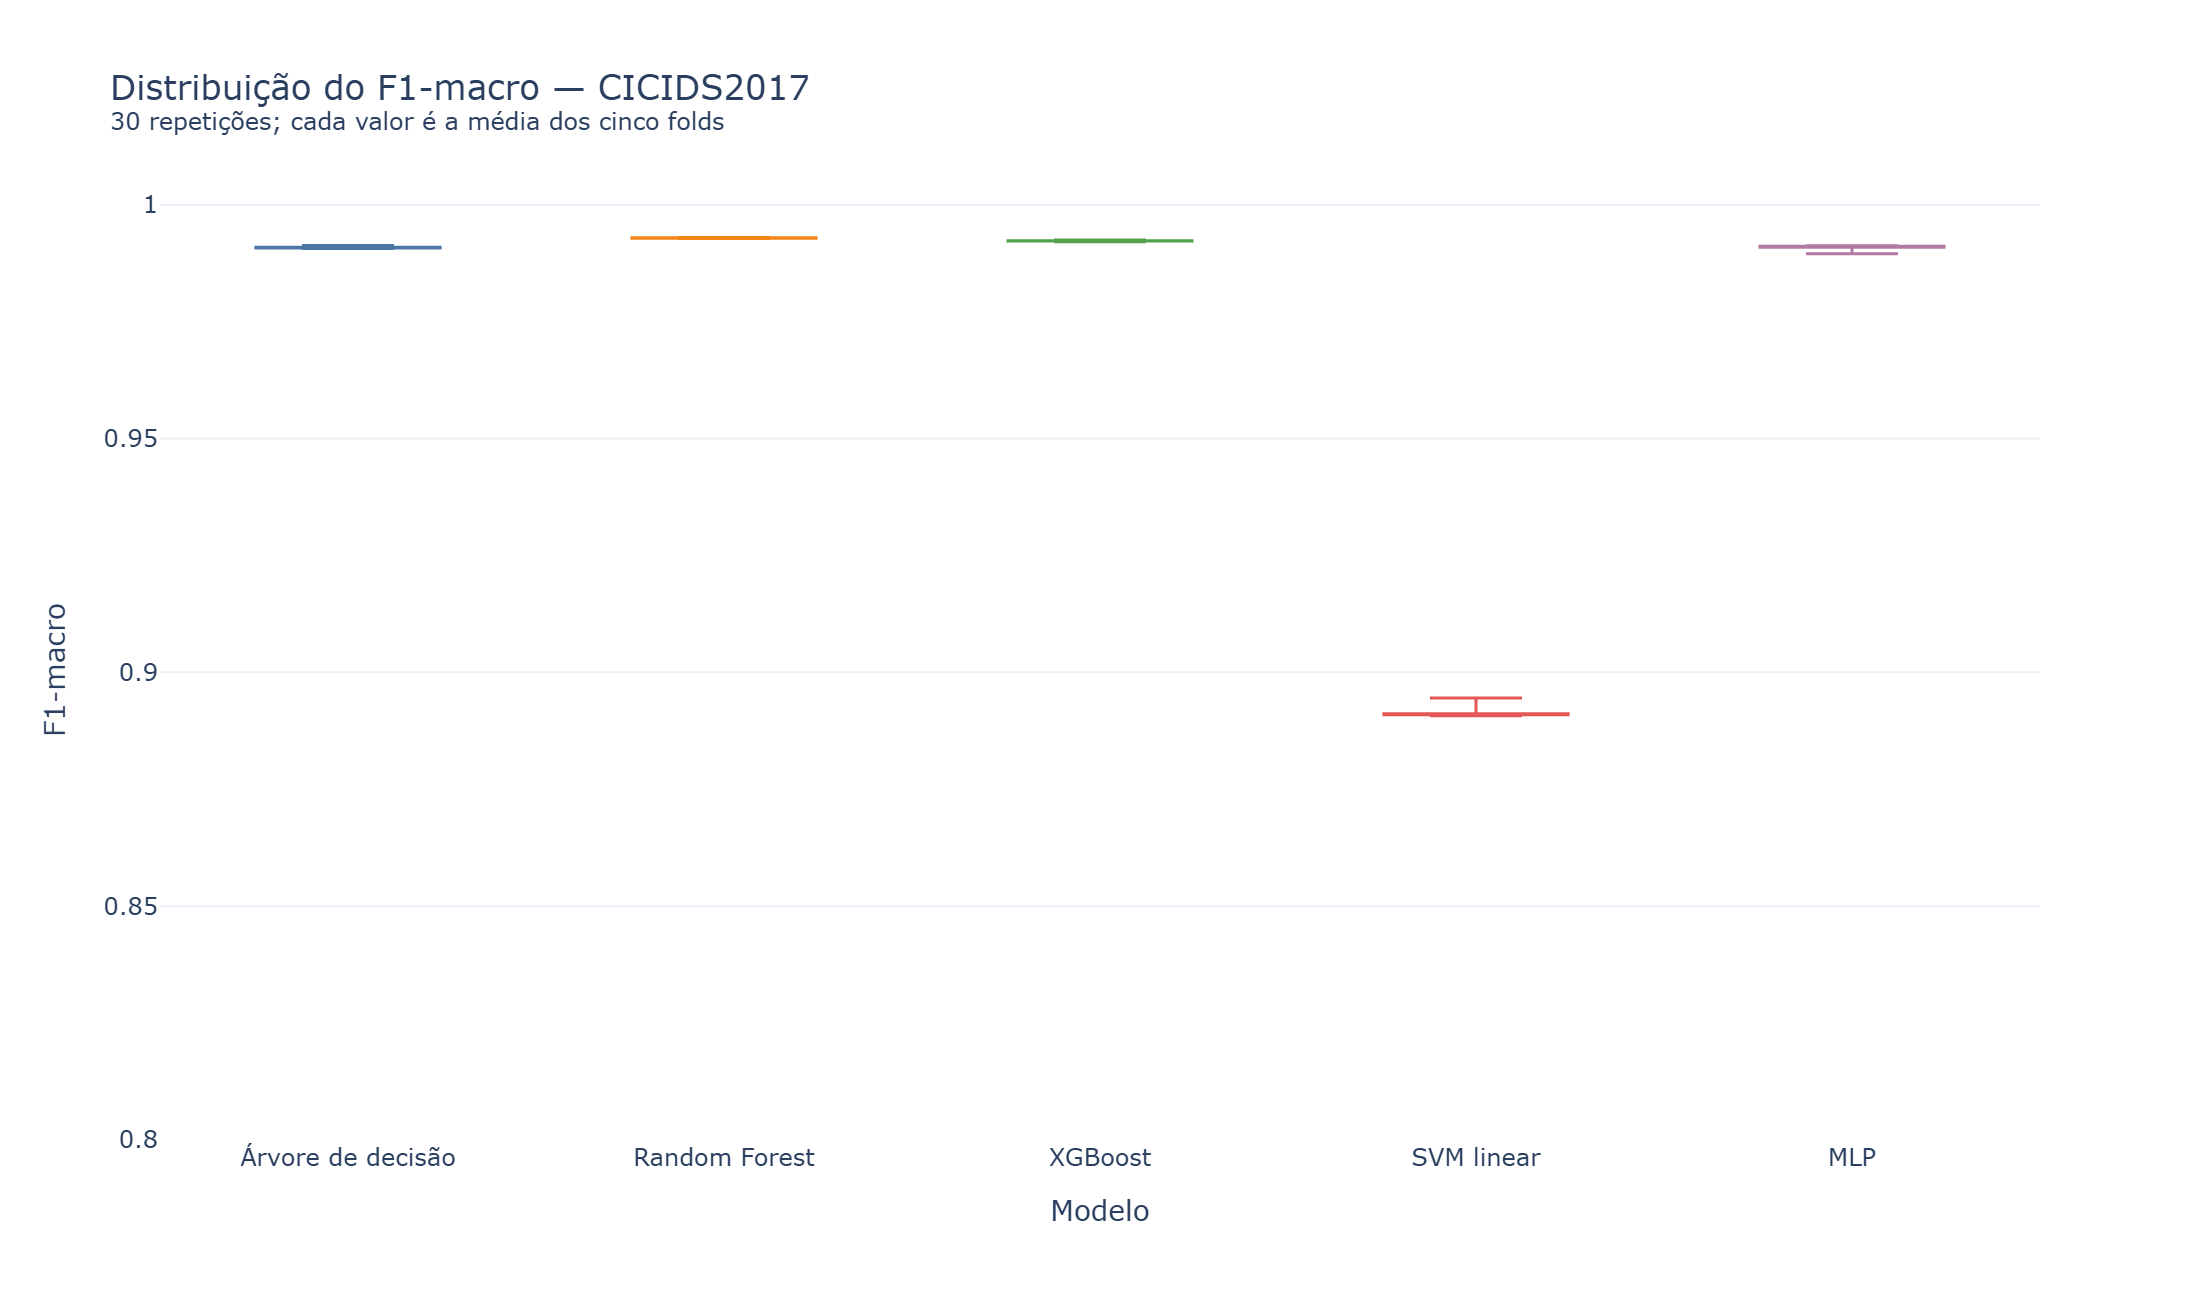 Distribuição do F1-macro — CICIDS2017
30 repetições; cada valor é a média dos cinco folds
1
0.95
0.9
0.85
0.8
F1-macro
Árvore de decisão
Random Forest
XGBoost
SVM linear
MLP
Modelo